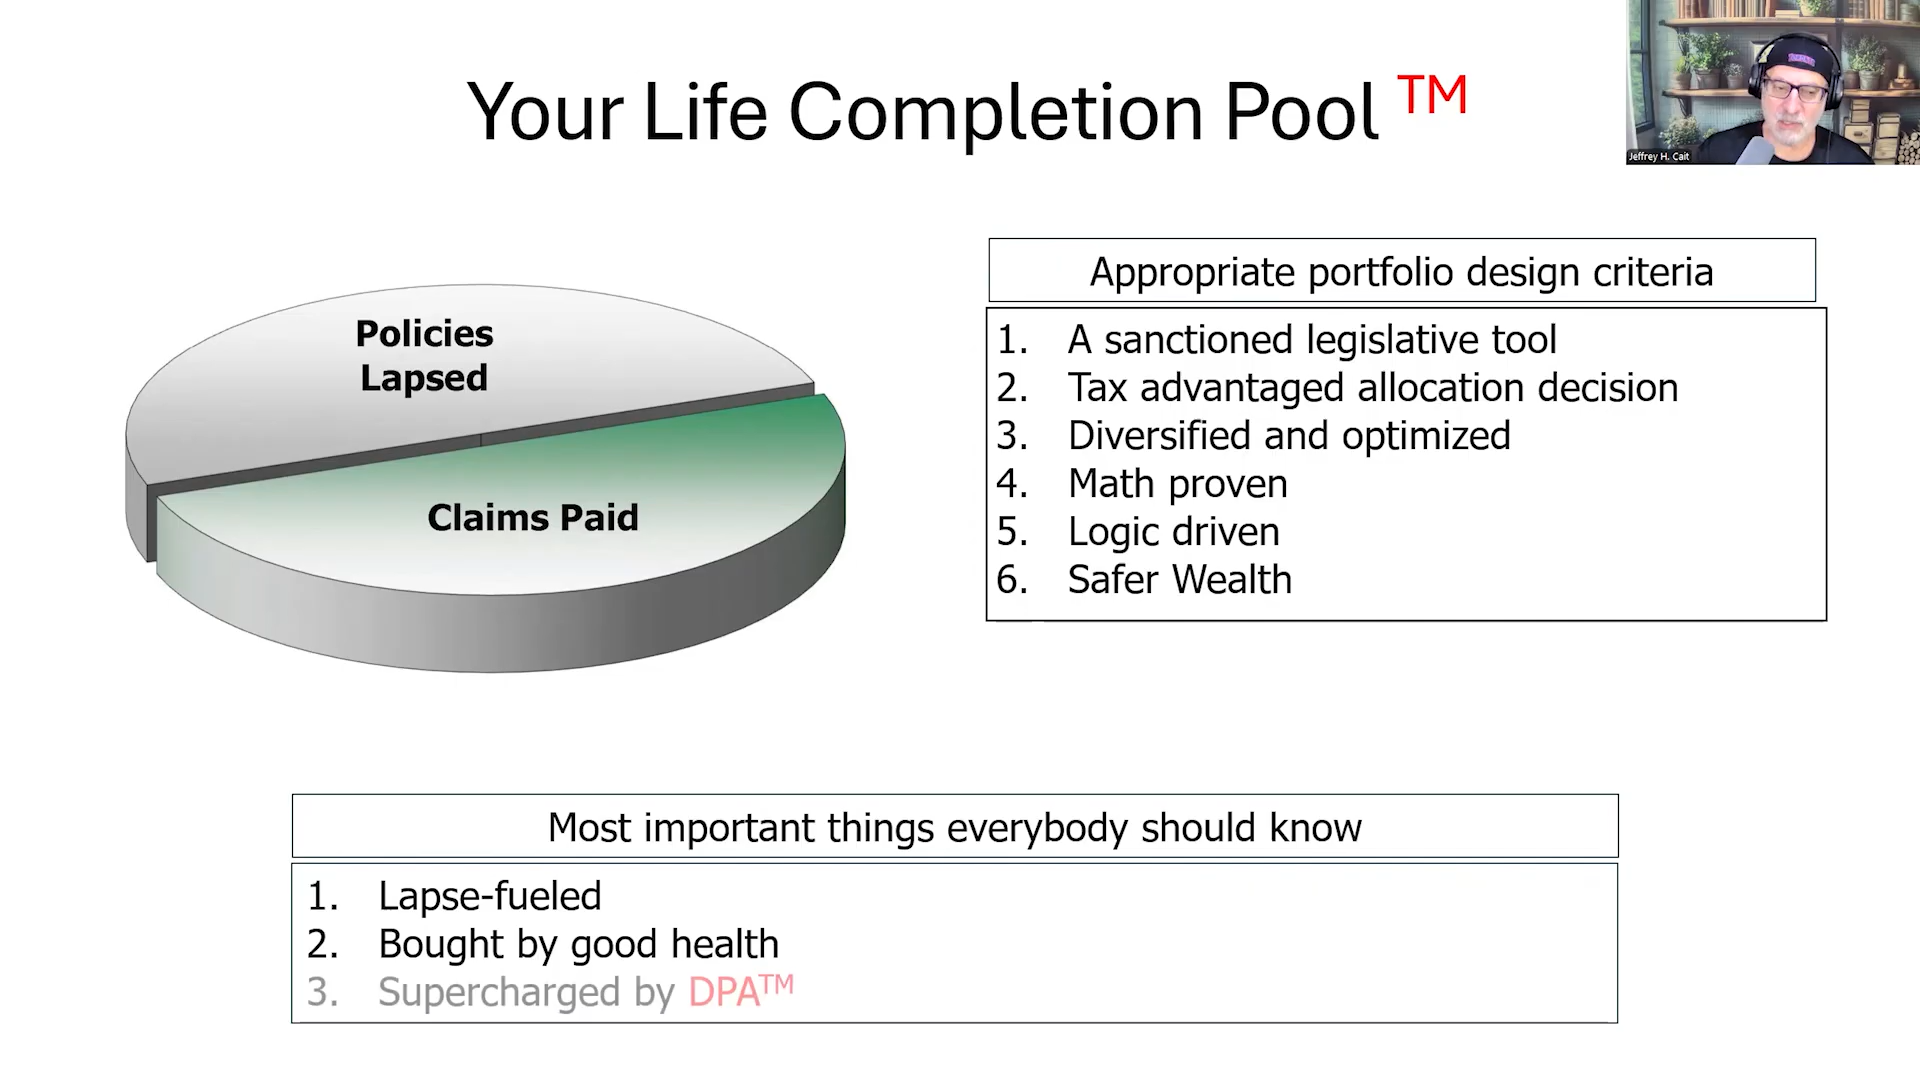 Your Life Completion Pool TM
Jeffrey H. Cait
Policies
Lapsed
Claims Paid
Appropriate portfolio design criteria
1. A sanctioned legislative tool
2. Tax advantaged allocation decision
3. Diversified and optimized
4. Math proven
5. Logic driven
6. Safer Wealth
Most important things everybody should know
1. Lapse-fueled
2. Bought by good health
3. Supercharged by DPA™